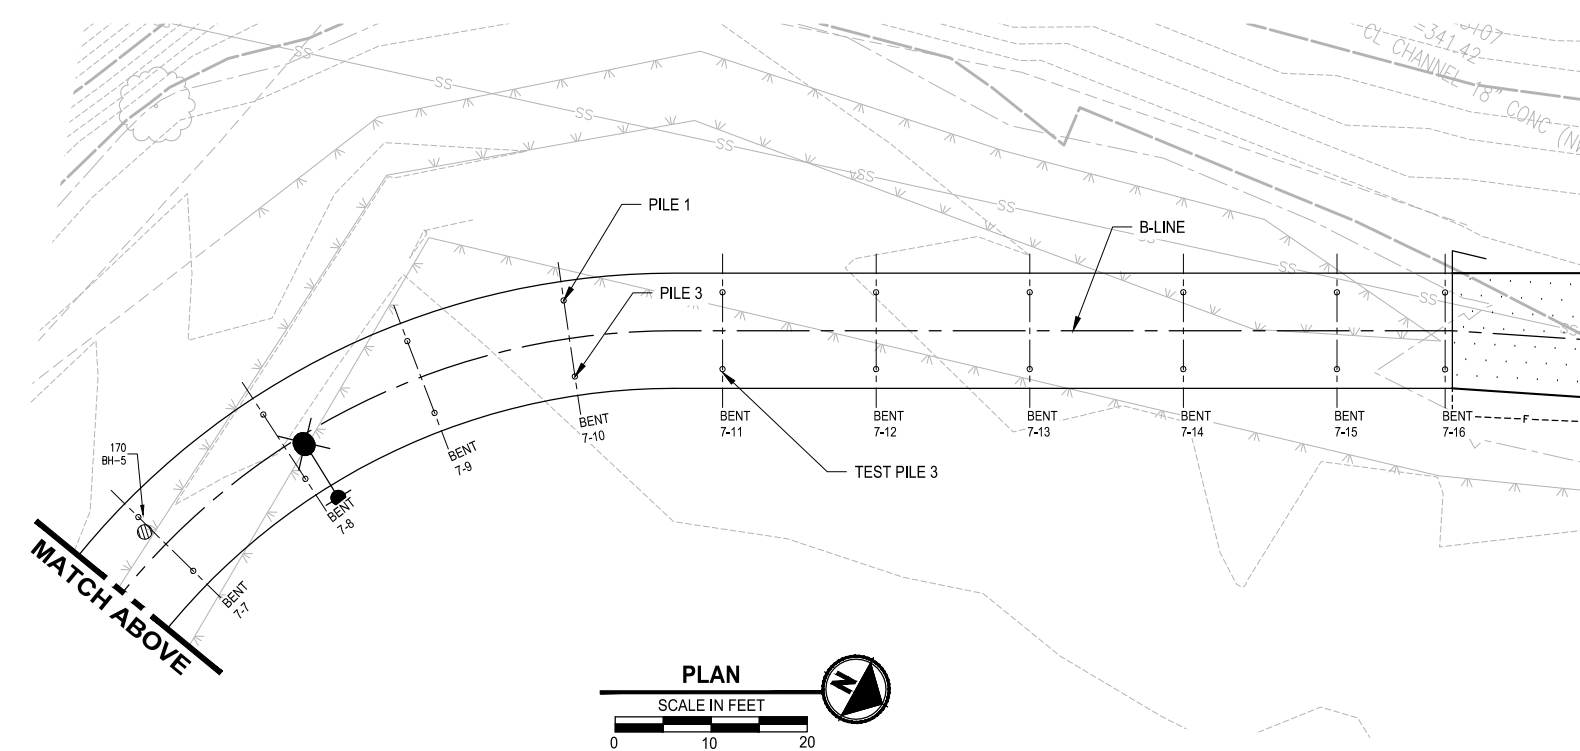 3107
=341.42
CL CHANNEL 18" CONC
SS
SS
SS
SS
SS
SS
SS
SS
SS
PILE 1
B-LINE
PILE 3
BENT
7-10
BENT
7-11
BENT
7-12
BENT
7-13
BENT
7-14
BENT
7-15
BENT
7-16
F
170
BH-5
BENT
7-9
TEST PILE 3
BENT
7-8
BENT
7-7
MATCH ABOVE
PLAN
N
SCALE IN FEET
0 10 20